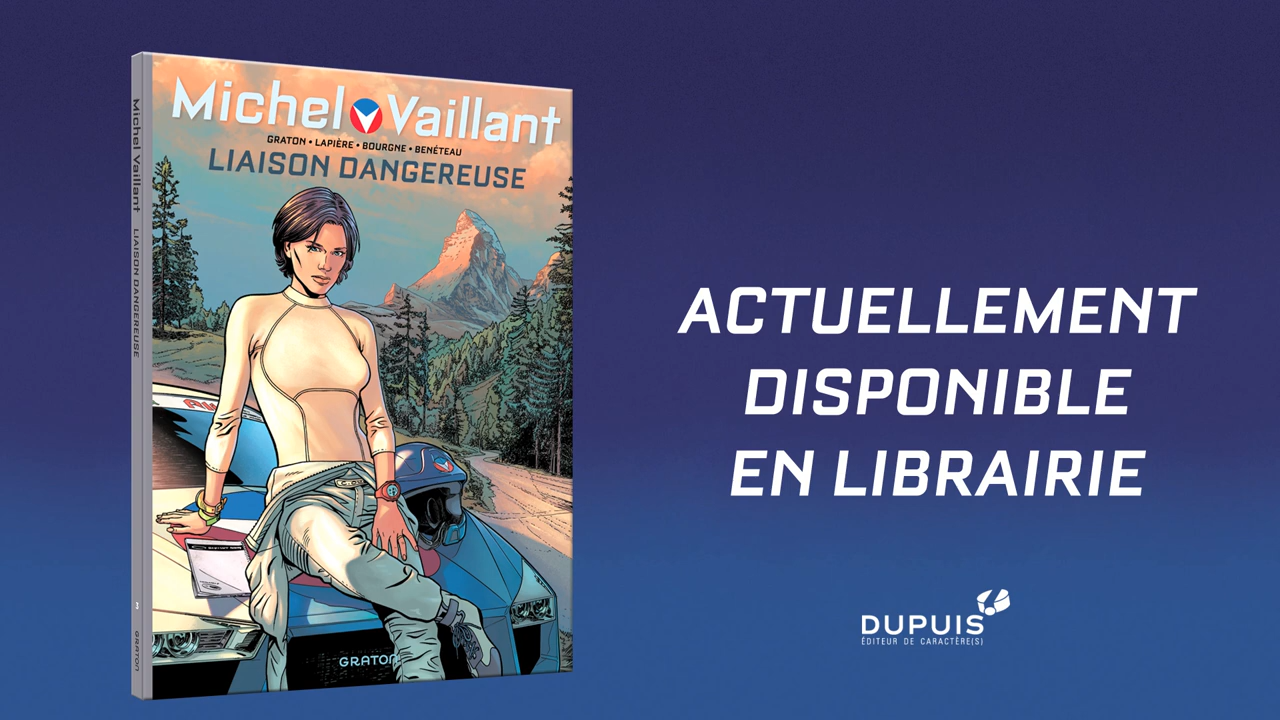 Michel Vaillant
GRATON • LAPIÈRE • BOURGNE • BENÉTEAU
LIAISON DANGEREUSE
GRATON
Michel Vaillant LIAISON DANGEREUSE 3 GRATON
ACTUELLEMENT
DISPONIBLE
EN LIBRAIRIE
DUPUIS
ÉDITEUR DE CARACTÈRE(S)